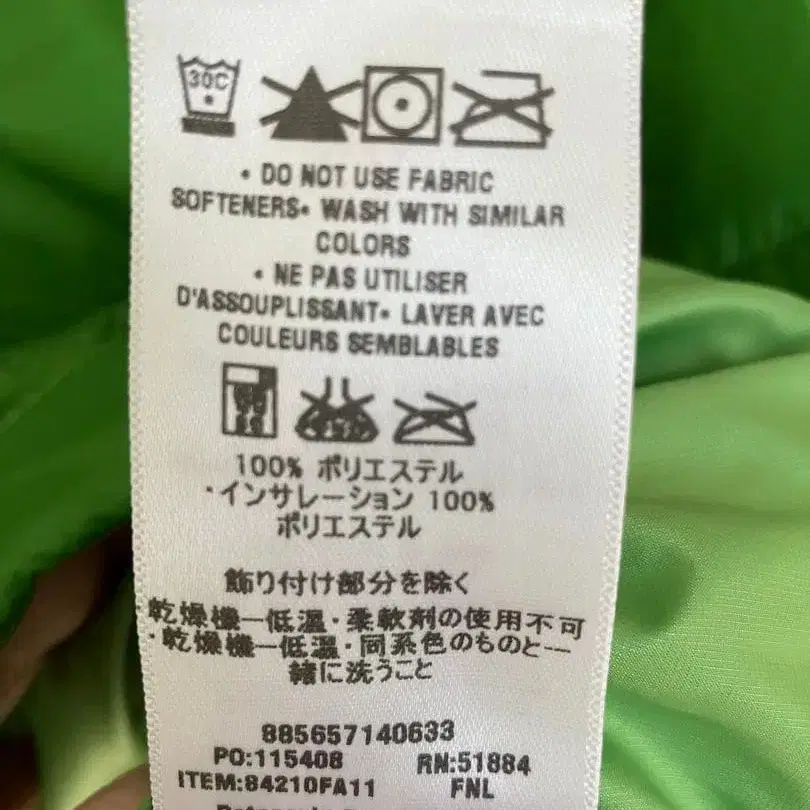 30C
• DO NOT USE FABRIC
SOFTENERS• WASH WITH SIMILAR
COLORS
• NE PAS UTILISER
D'ASSOUPLISSANT• LAVER AVEC
COULEURS SEMBLABLES
100% ポリエステル
・インサレーション 100%
ポリエステル
飾り付け部分を除く
乾燥機一低温・柔軟剤の使用不可
・乾燥機一低温・同系色のものと一
緒に洗うこと
885657140633
PO:115408 RN:51884
ITEM:84210FA11 FNL